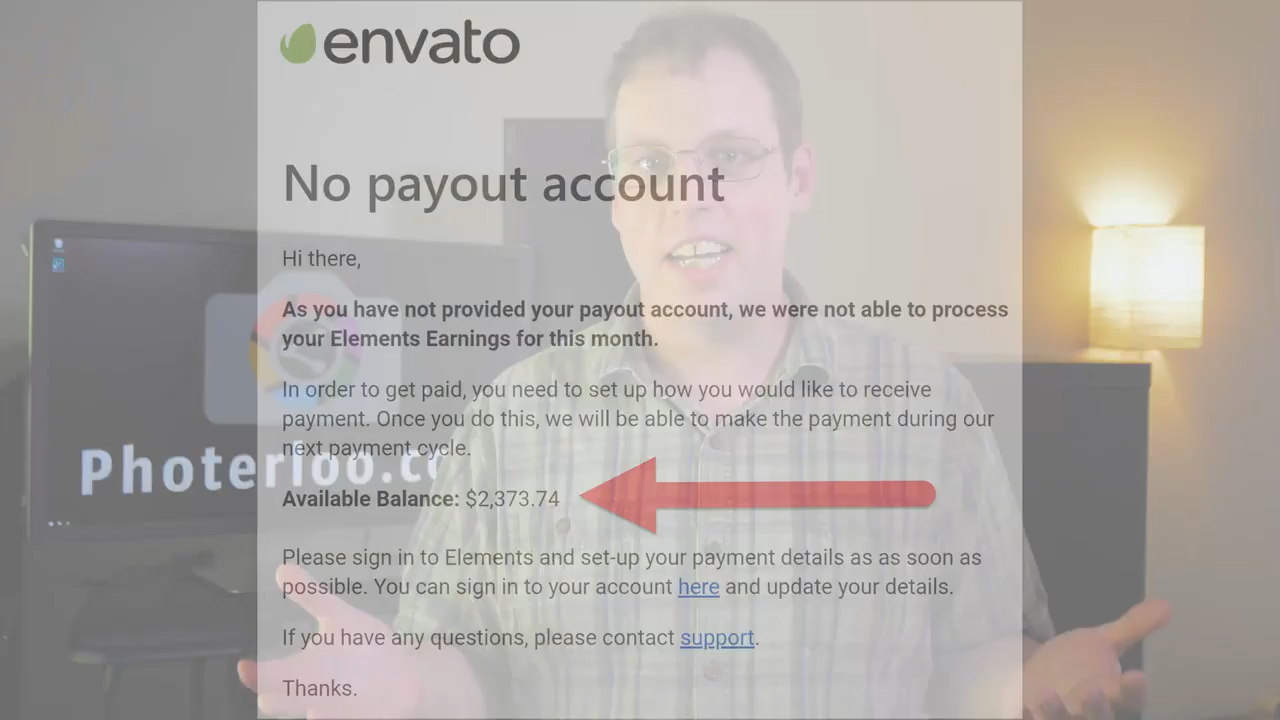 envato
No payout account
Hi there,
As you have not provided your payout account, we were not able to process
your Elements Earnings for this month.
In order to get paid, you need to set up how you would like to receive
payment. Once you do this, we will be able to make the payment during our
next payment cycle.
Photerloo.co
Available Balance: $2,373.74
Please sign in to Elements and set-up your payment details as as soon as
possible. You can sign in to your account here and update your details.
If you have any questions, please contact support.
Thanks.